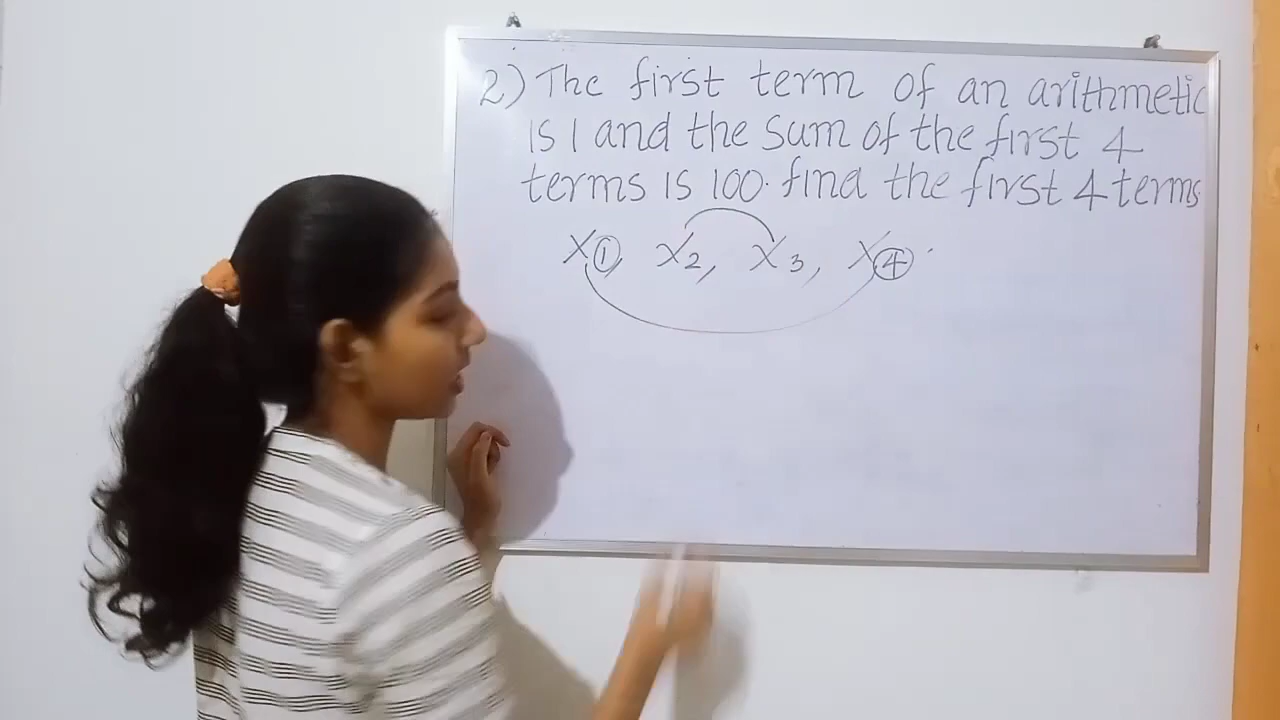 2) The first term of an arithmetic
is 1 and the sum of the first 4
terms is 100. find the first 4 terms
x①, x2, x3, x④.